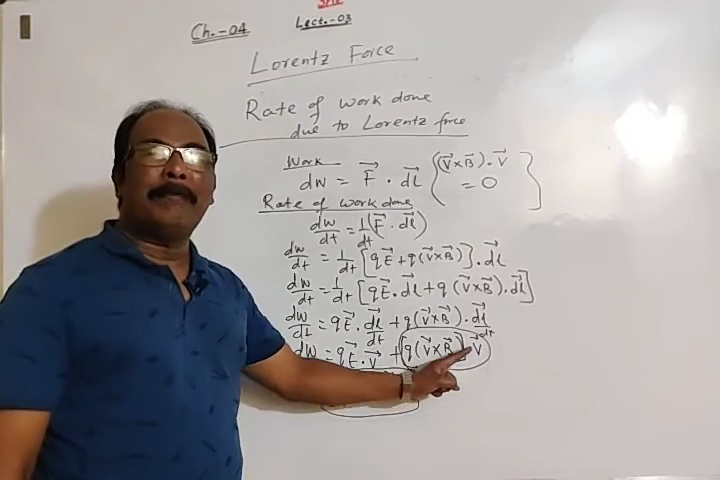 Ch.-04 Lect.-03
Lorentz Force
Rate of work done
due to Lorentz force
Work
dW = F⃗ . dl⃗ { (V⃗ x B⃗) . V⃗ = 0 }
Rate of work done
dW/dt = 1/dt (F⃗ . dl⃗)
dW/dt = 1/dt [qE⃗ + q(V⃗ x B⃗)] . dl⃗
dW/dt = 1/dt [qE⃗ . dl⃗ + q (V⃗ x B⃗) . dl⃗]
dW/dt = qE⃗ . dl⃗/dt + q(V⃗ x B⃗) . dl⃗/dt
dW = qE⃗ . V⃗ + [q(V⃗ x B⃗)] . V⃗